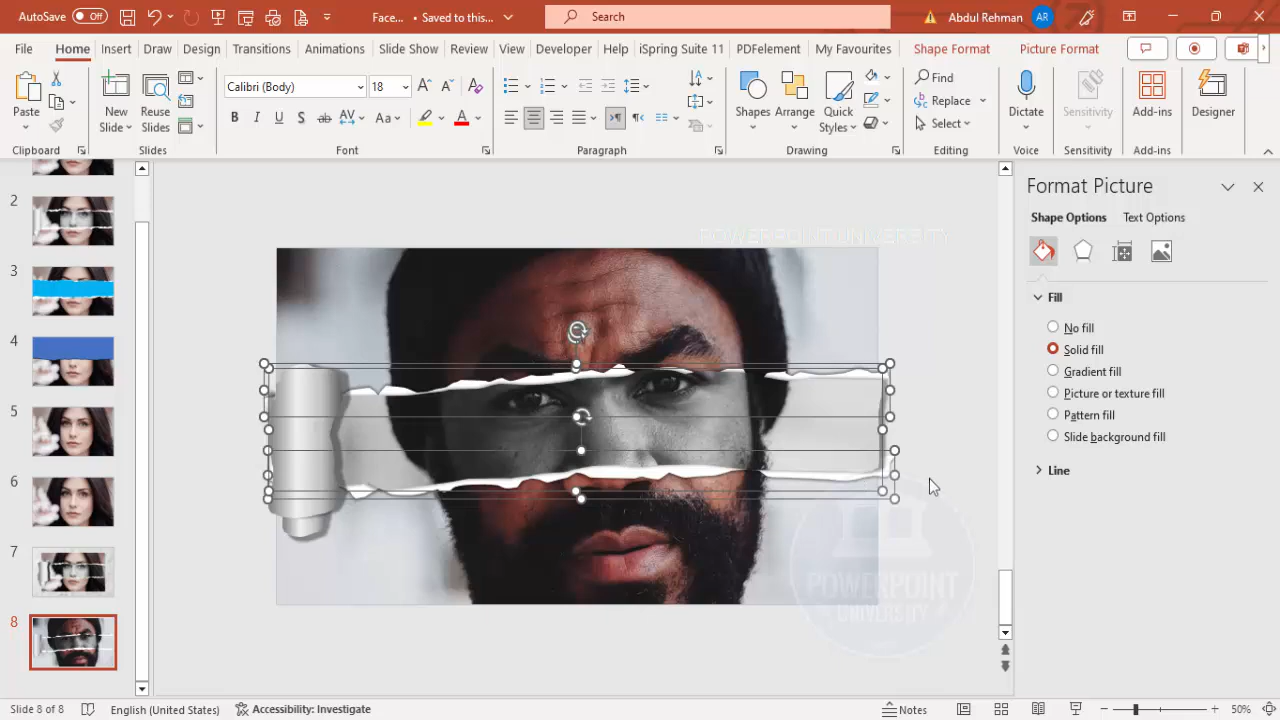 AutoSave Off Face... • Saved to this... Search Abdul Rehman AR
File Home Insert Draw Design Transitions Animations Slide Show Review View Developer Help iSpring Suite 11 PDFelement My Favourites Shape Format Picture Format
Paste New Slide Reuse Slides Calibri (Body) 18 Shapes Arrange Quick Styles Find Replace Select Dictate Sensitivity Add-ins Designer
B I U S ab AV Aa A
Clipboard Slides Font Paragraph Drawing Editing Voice Sensitivity Add-ins
Format Picture
Shape Options Text Options
Fill
No fill
Solid fill
Gradient fill
Picture or texture fill
Pattern fill
Slide background fill
Line
2
3
4
5
6
7
8
POWERPOINTUNIVERSITY
POWERPOINT
UNIVERSITY
Slide 8 of 8 English (United States) Accessibility: Investigate Notes 50%